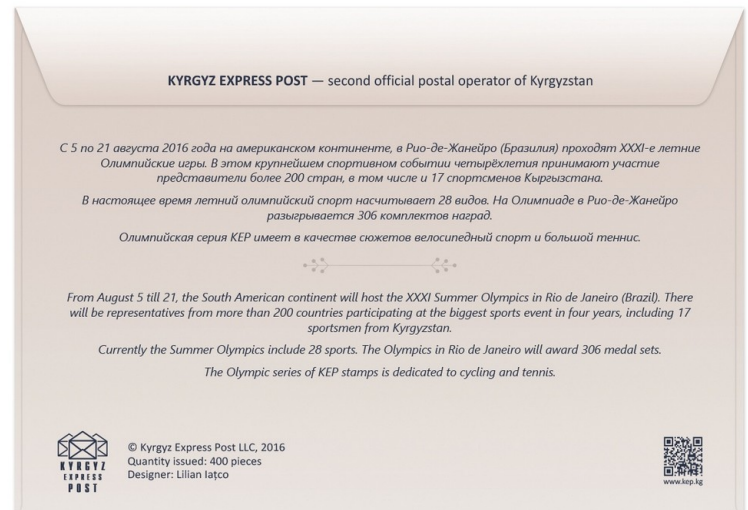 KYRGYZ EXPRESS POST — second official postal operator of Kyrgyzstan
С 5 по 21 августа 2016 года на американском континенте, в Рио-де-Жанейро (Бразилия) проходят XXXI-е летние
Олимпийские игры. В этом крупнейшем спортивном событии четырёхлетия принимают участие
представители более 200 стран, в том числе и 17 спортсменов Кыргызстана.
В настоящее время летний олимпийский спорт насчитывает 28 видов. На Олимпиаде в Рио-де-Жанейро
разыгрывается 306 комплектов наград.
Олимпийская серия КЕР имеет в качестве сюжетов велосипедный спорт и большой теннис.
From August 5 till 21, the South American continent will host the XXXI Summer Olympics in Rio de Janeiro (Brazil). There
will be representatives from more than 200 countries participating at the biggest sports event in four years, including 17
sportsmen from Kyrgyzstan.
Currently the Summer Olympics include 28 sports. The Olympics in Rio de Janeiro will award 306 medal sets.
The Olympic series of KEP stamps is dedicated to cycling and tennis.
KYRGYZ
EXPRESS
POST
© Kyrgyz Express Post LLC, 2016
Quantity issued: 400 pieces
Designer: Lilian Iațco
www.kep.kg